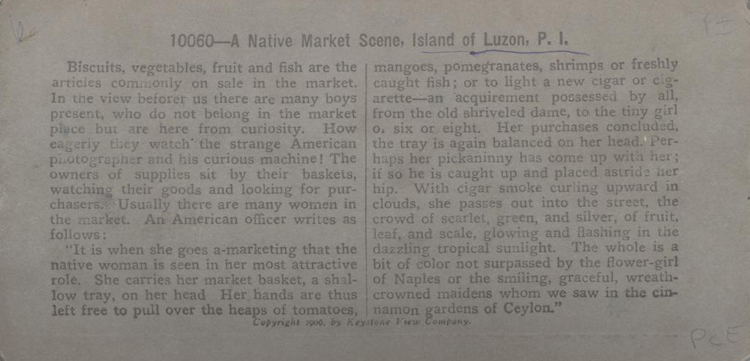 10060—A Native Market Scene, Island of Luzon, P. I.
Biscuits, vegetables, fruit and fish are the
articles commonly on sale in the market.
In the view beforer us there are many boys
present, who do not belong in the market
place but are here from curiosity. How
eagerly they watch the strange American
photographer and his curious machine! The
owners of supplies sit by their baskets,
watching their goods and looking for pur-
chasers. Usually there are many women in
the market. An American officer writes as
follows:
"It is when she goes a-marketing that the
native woman is seen in her most attractive
role. She carries her market basket, a shal-
low tray, on her head Her hands are thus
left free to pull over the heaps of tomatoes,
mangoes, pomegranates, shrimps or freshly
caught fish; or to light a new cigar or cig-
arette—an acquirement possessed by all,
from the old shriveled dame, to the tiny girl
o. six or eight. Her purchases concluded,
the tray is again balanced on her head. Per-
haps her pickaninny has come up with her;
if so he is caught up and placed astride her
hip. With cigar smoke curling upward in
clouds, she passes out into the street, the
crowd of scarlet, green, and silver, of fruit,
leaf, and scale, glowing and flashing in the
dazzling tropical sunlight. The whole is a
bit of color not surpassed by the flower-girl
of Naples or the smiling, graceful, wreath-
crowned maidens whom we saw in the cin-
namon gardens of Ceylon."
Copyright 1906, by Keystone View Company.
PI
PCE